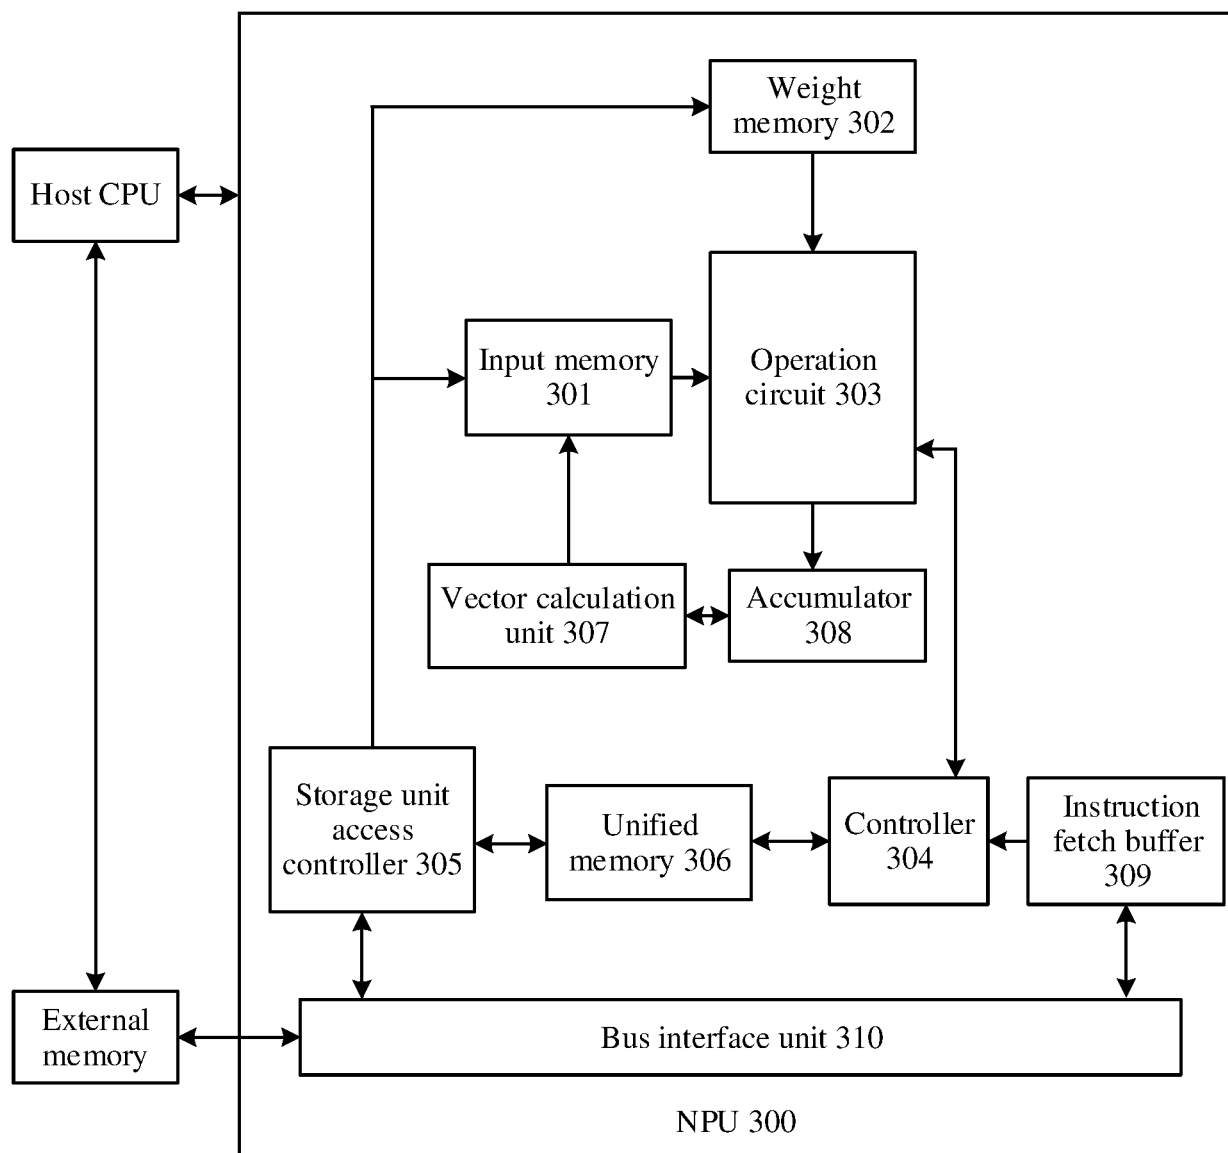 Weight
memory 302
Host CPU
Input memory
301
Operation
circuit 303
Vector calculation
unit 307
Accumulator
308
Storage unit
access
controller 305
Unified
memory 306
Controller
304
Instruction
fetch buffer
309
External
memory
Bus interface unit 310
NPU 300